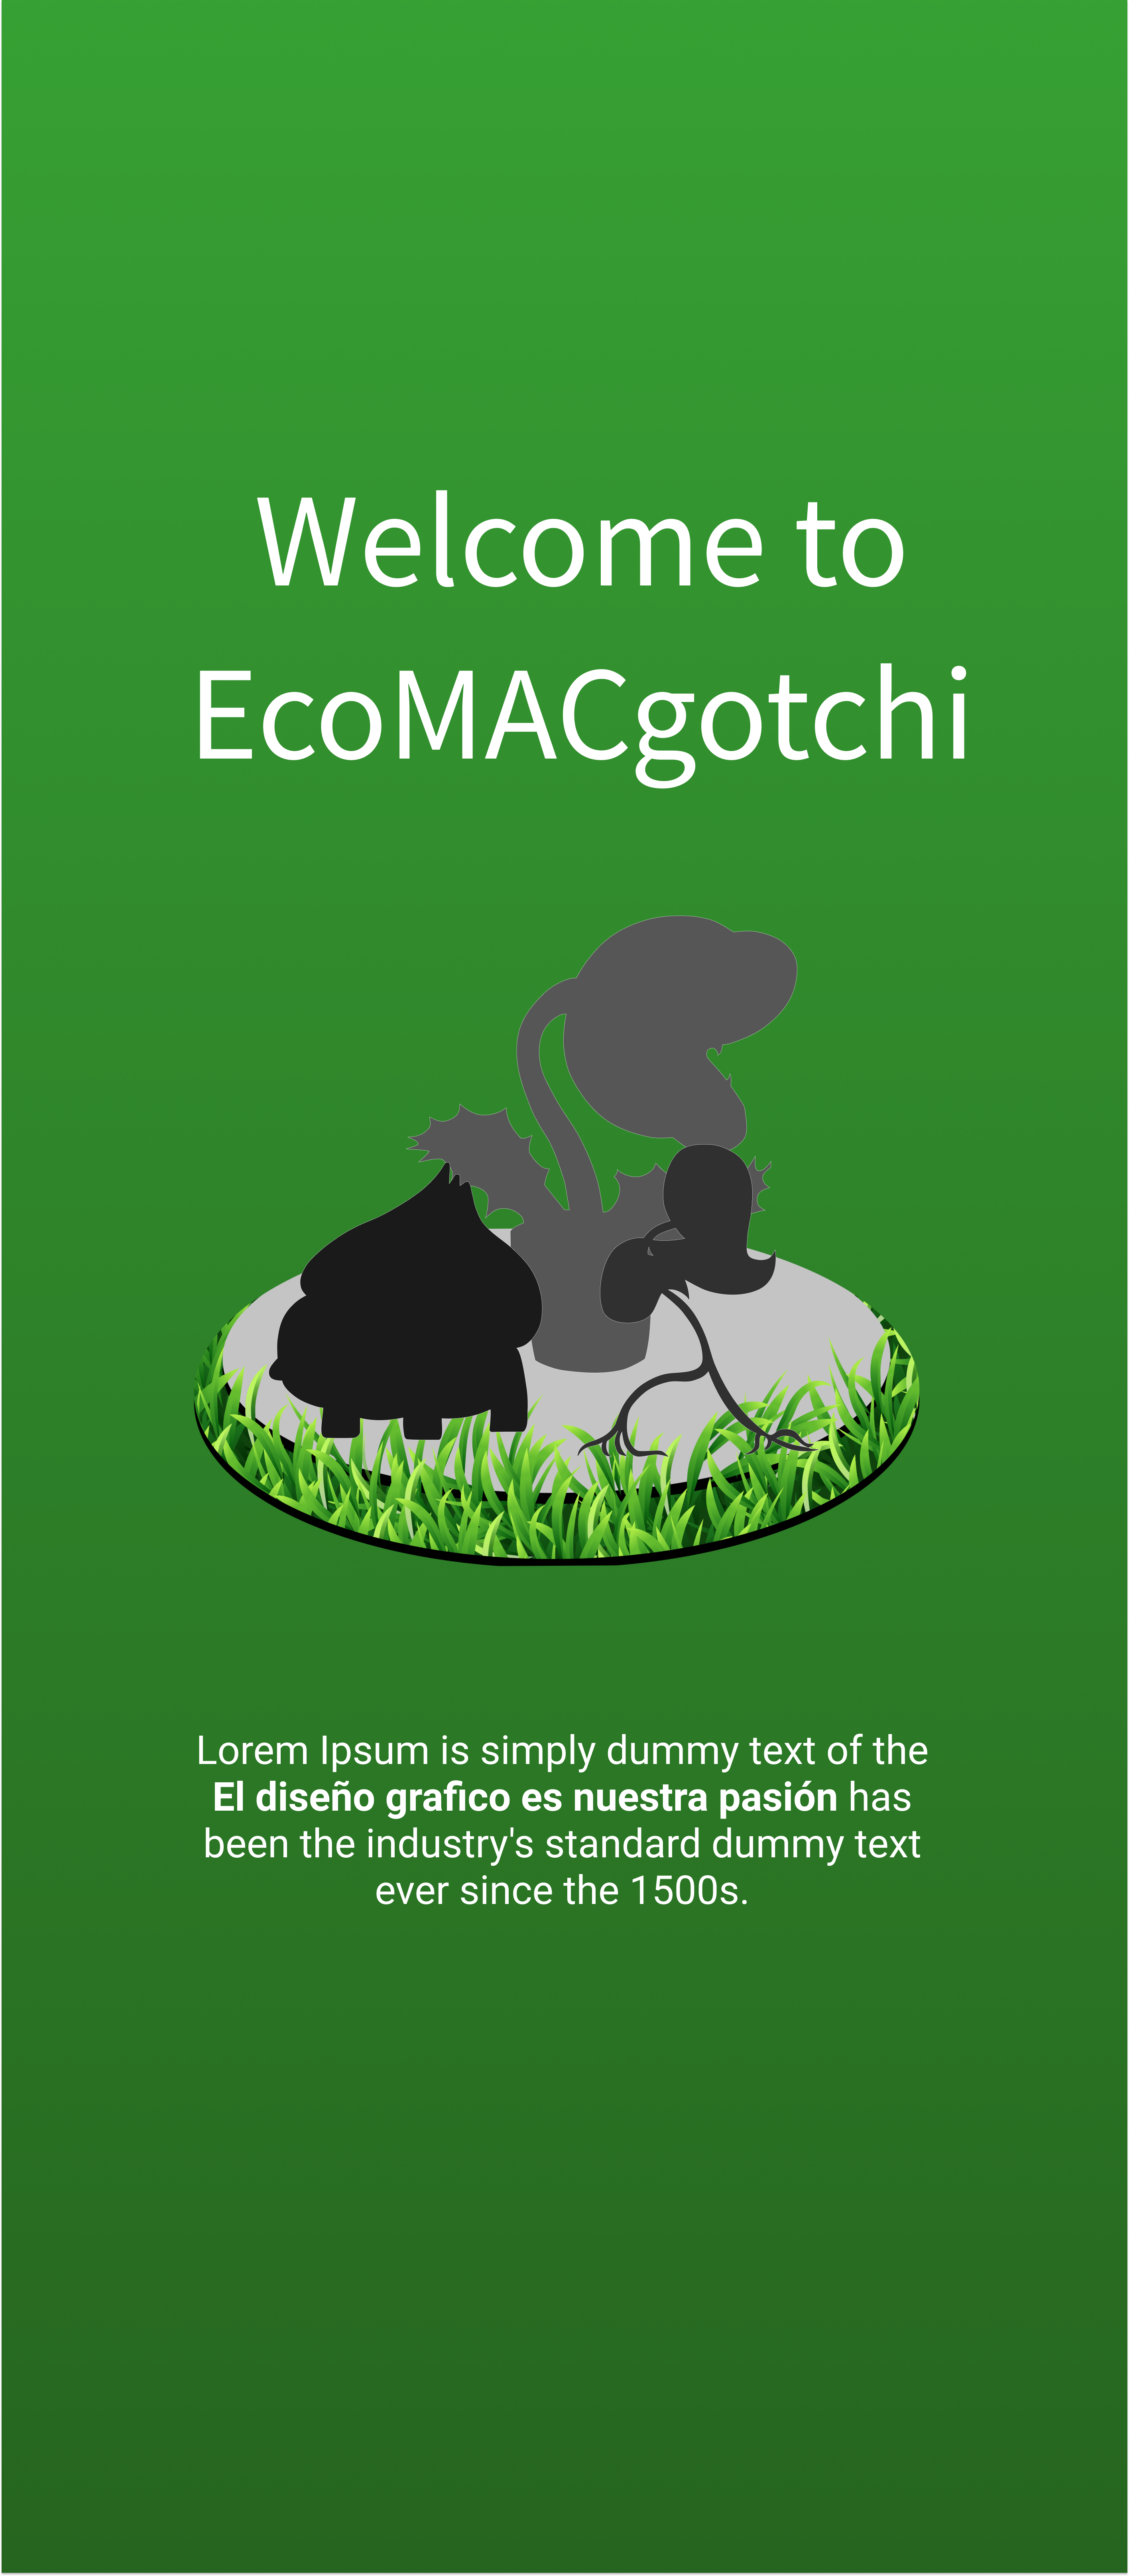 Welcome to
EcoMACgotchi
Lorem Ipsum is simply dummy text of the
El diseño grafico es nuestra pasión has
been the industry's standard dummy text
ever since the 1500s.